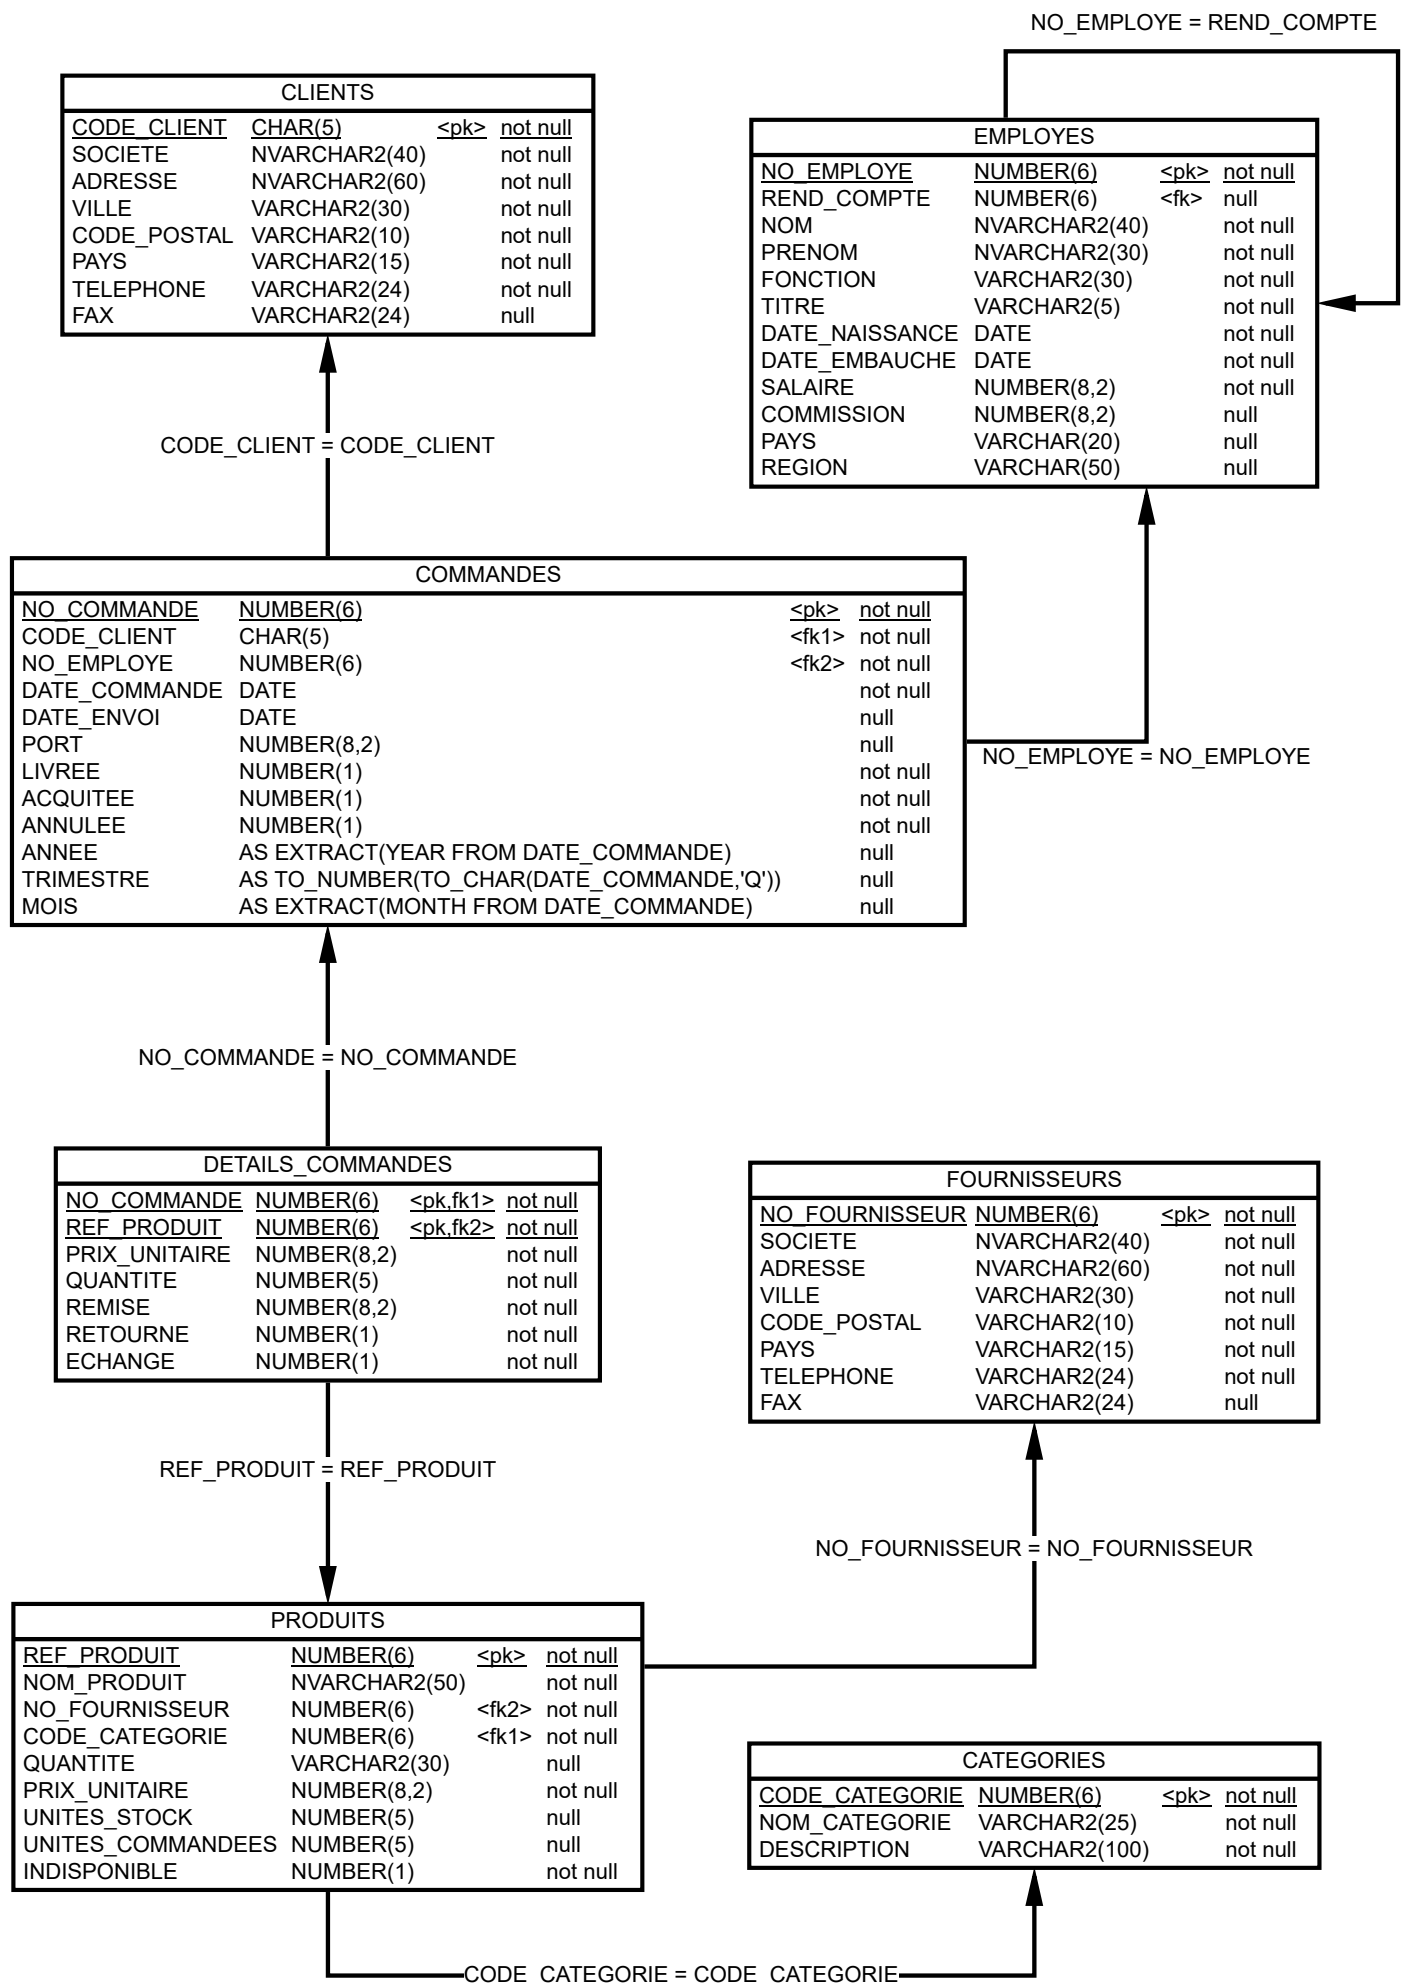 NO_EMPLOYE = REND_COMPTE
CLIENTS
CODE_CLIENT CHAR(5) <pk> not null
SOCIETE NVARCHAR2(40) not null
ADRESSE NVARCHAR2(60) not null
VILLE VARCHAR2(30) not null
CODE_POSTAL VARCHAR2(10) not null
PAYS VARCHAR2(15) not null
TELEPHONE VARCHAR2(24) not null
FAX VARCHAR2(24) null
EMPLOYES
NO_EMPLOYE NUMBER(6) <pk> not null
REND_COMPTE NUMBER(6) <fk> null
NOM NVARCHAR2(40) not null
PRENOM NVARCHAR2(30) not null
FONCTION VARCHAR2(30) not null
TITRE VARCHAR2(5) not null
DATE_NAISSANCE DATE not null
DATE_EMBAUCHE DATE not null
SALAIRE NUMBER(8,2) not null
COMMISSION NUMBER(8,2) null
PAYS VARCHAR(20) null
REGION VARCHAR(50) null
CODE_CLIENT = CODE_CLIENT
COMMANDES
NO_COMMANDE NUMBER(6) <pk> not null
CODE_CLIENT CHAR(5) <fk1> not null
NO_EMPLOYE NUMBER(6) <fk2> not null
DATE_COMMANDE DATE not null
DATE_ENVOI DATE null
PORT NUMBER(8,2) null
LIVREE NUMBER(1) not null
ACQUITEE NUMBER(1) not null
ANNULEE NUMBER(1) not null
ANNEE AS EXTRACT(YEAR FROM DATE_COMMANDE) null
TRIMESTRE AS TO_NUMBER(TO_CHAR(DATE_COMMANDE,'Q')) null
MOIS AS EXTRACT(MONTH FROM DATE_COMMANDE) null
NO_EMPLOYE = NO_EMPLOYE
NO_COMMANDE = NO_COMMANDE
DETAILS_COMMANDES
NO_COMMANDE NUMBER(6) <pk,fk1> not null
REF_PRODUIT NUMBER(6) <pk,fk2> not null
PRIX_UNITAIRE NUMBER(8,2) not null
QUANTITE NUMBER(5) not null
REMISE NUMBER(8,2) not null
RETOURNE NUMBER(1) not null
ECHANGE NUMBER(1) not null
FOURNISSEURS
NO_FOURNISSEUR NUMBER(6) <pk> not null
SOCIETE NVARCHAR2(40) not null
ADRESSE NVARCHAR2(60) not null
VILLE VARCHAR2(30) not null
CODE_POSTAL VARCHAR2(10) not null
PAYS VARCHAR2(15) not null
TELEPHONE VARCHAR2(24) not null
FAX VARCHAR2(24) null
REF_PRODUIT = REF_PRODUIT
NO_FOURNISSEUR = NO_FOURNISSEUR
PRODUITS
REF_PRODUIT NUMBER(6) <pk> not null
NOM_PRODUIT NVARCHAR2(50) not null
NO_FOURNISSEUR NUMBER(6) <fk2> not null
CODE_CATEGORIE NUMBER(6) <fk1> not null
QUANTITE VARCHAR2(30) null
PRIX_UNITAIRE NUMBER(8,2) not null
UNITES_STOCK NUMBER(5) null
UNITES_COMMANDEES NUMBER(5) null
INDISPONIBLE NUMBER(1) not null
CATEGORIES
CODE_CATEGORIE NUMBER(6) <pk> not null
NOM_CATEGORIE VARCHAR2(25) not null
DESCRIPTION VARCHAR2(100) not null
CODE_CATEGORIE = CODE_CATEGORIE